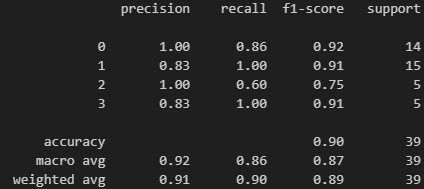 precision recall f1-score support
0 1.00 0.86 0.92 14
1 0.83 1.00 0.91 15
2 1.00 0.60 0.75 5
3 0.83 1.00 0.91 5
accuracy 0.90 39
macro avg 0.92 0.86 0.87 39
weighted avg 0.91 0.90 0.89 39